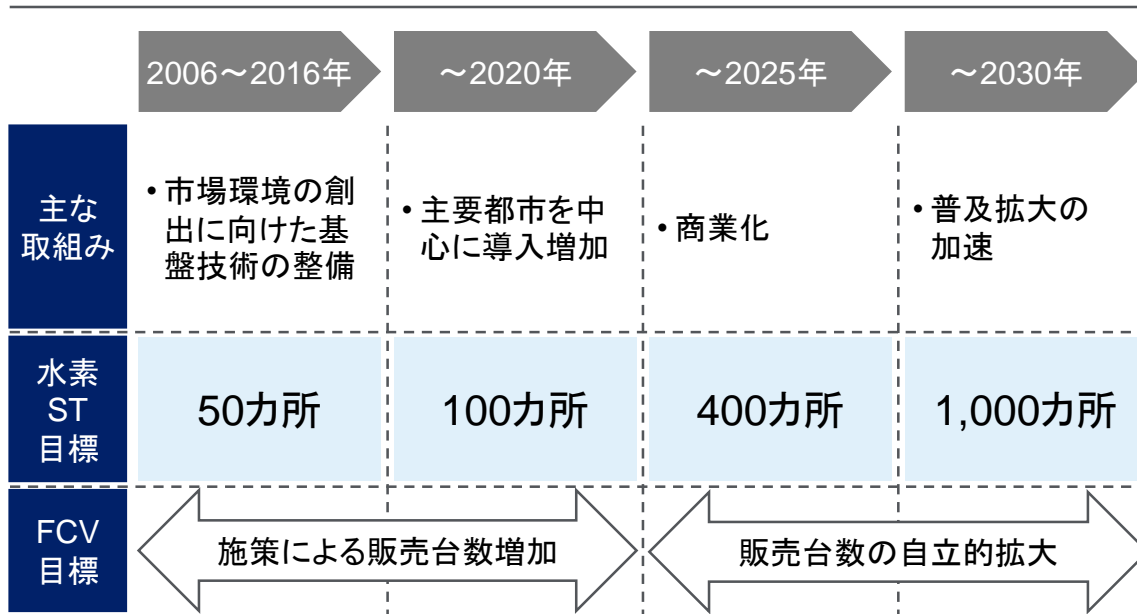 2006～2016年
～2020年
～2025年
～2030年
主な
取組み
• 市場環境の創
出に向けた基
盤技術の整備
• 主要都市を中
心に導入増加
• 商業化
• 普及拡大の
加速
水素
ST
目標
50カ所
100カ所
400カ所
1,000カ所
FCV
目標
施策による販売台数増加
販売台数の自立的拡大